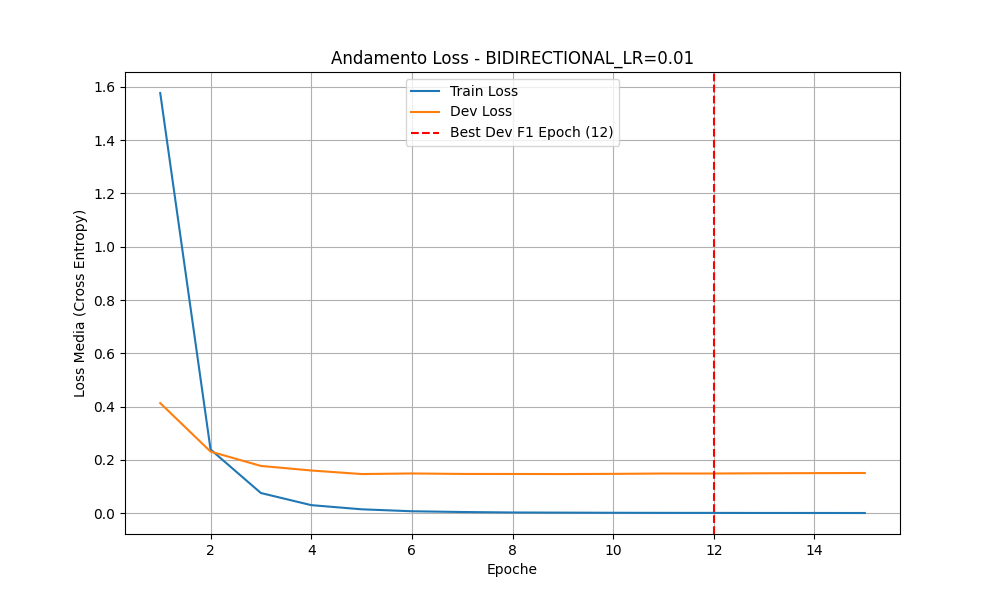 Andamento Loss - BIDIRECTIONAL_LR=0.01
Train Loss
Dev Loss
Best Dev F1 Epoch (12)
Loss Media (Cross Entropy)
1.6
1.4
1.2
1.0
0.8
0.6
0.4
0.2
0.0
2 4 6 8 10 12 14
Epoche